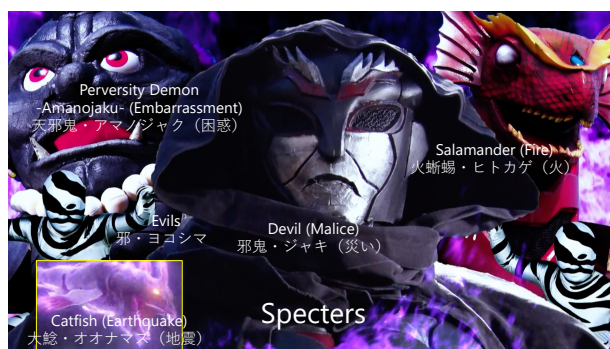 Perversity Demon
-Amanojaku- (Embarrassment)
天邪鬼・アマノジャク（困惑）
Salamander (Fire)
火蜥蜴・ヒトカゲ（火）
Evils
邪・ヨコシマ
Devil (Malice)
邪鬼・ジャキ（災い）
Catfish (Earthquake)
大鯰・オオナマズ（地震）
Specters